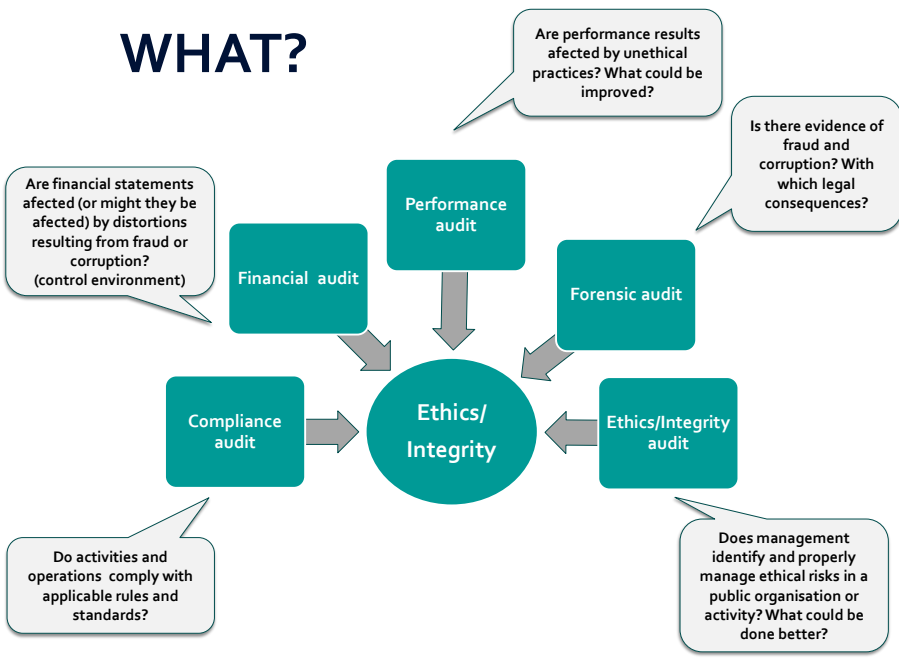 WHAT?
Are performance results
afected by unethical
practices? What could be
improved?
Is there evidence of
fraud and
corruption? With
which legal
consequences?
Are financial statements
afected (or might they be
afected) by distortions
resulting from fraud or
corruption?
(control environment)
Performance
audit
Financial audit
Forensic audit
Compliance
audit
Ethics/
Integrity
Ethics/Integrity
audit
Do activities and
operations comply with
applicable rules and
standards?
Does management
identify and properly
manage ethical risks in a
public organisation or
activity? What could be
done better?